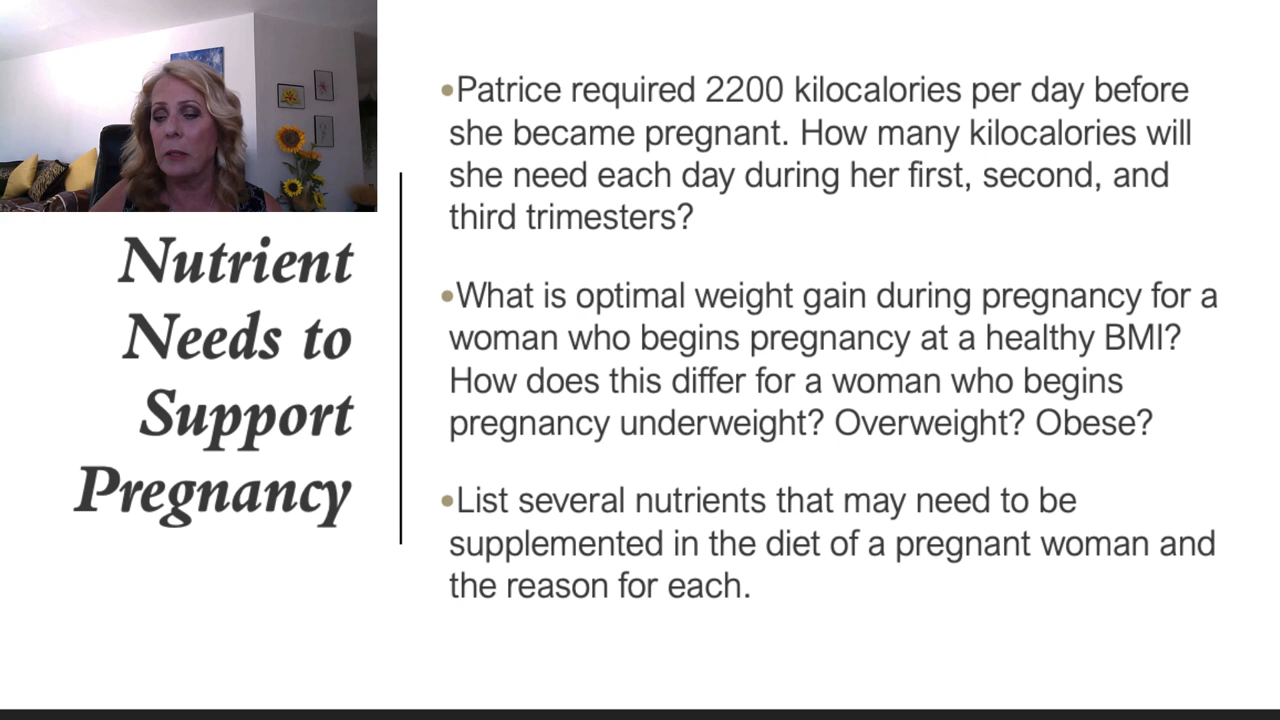 Nutrient
Needs to
Support
Pregnancy
•Patrice required 2200 kilocalories per day before
she became pregnant. How many kilocalories will
she need each day during her first, second, and
third trimesters?
•What is optimal weight gain during pregnancy for a
woman who begins pregnancy at a healthy BMI?
How does this differ for a woman who begins
pregnancy underweight? Overweight? Obese?
•List several nutrients that may need to be
supplemented in the diet of a pregnant woman and
the reason for each.